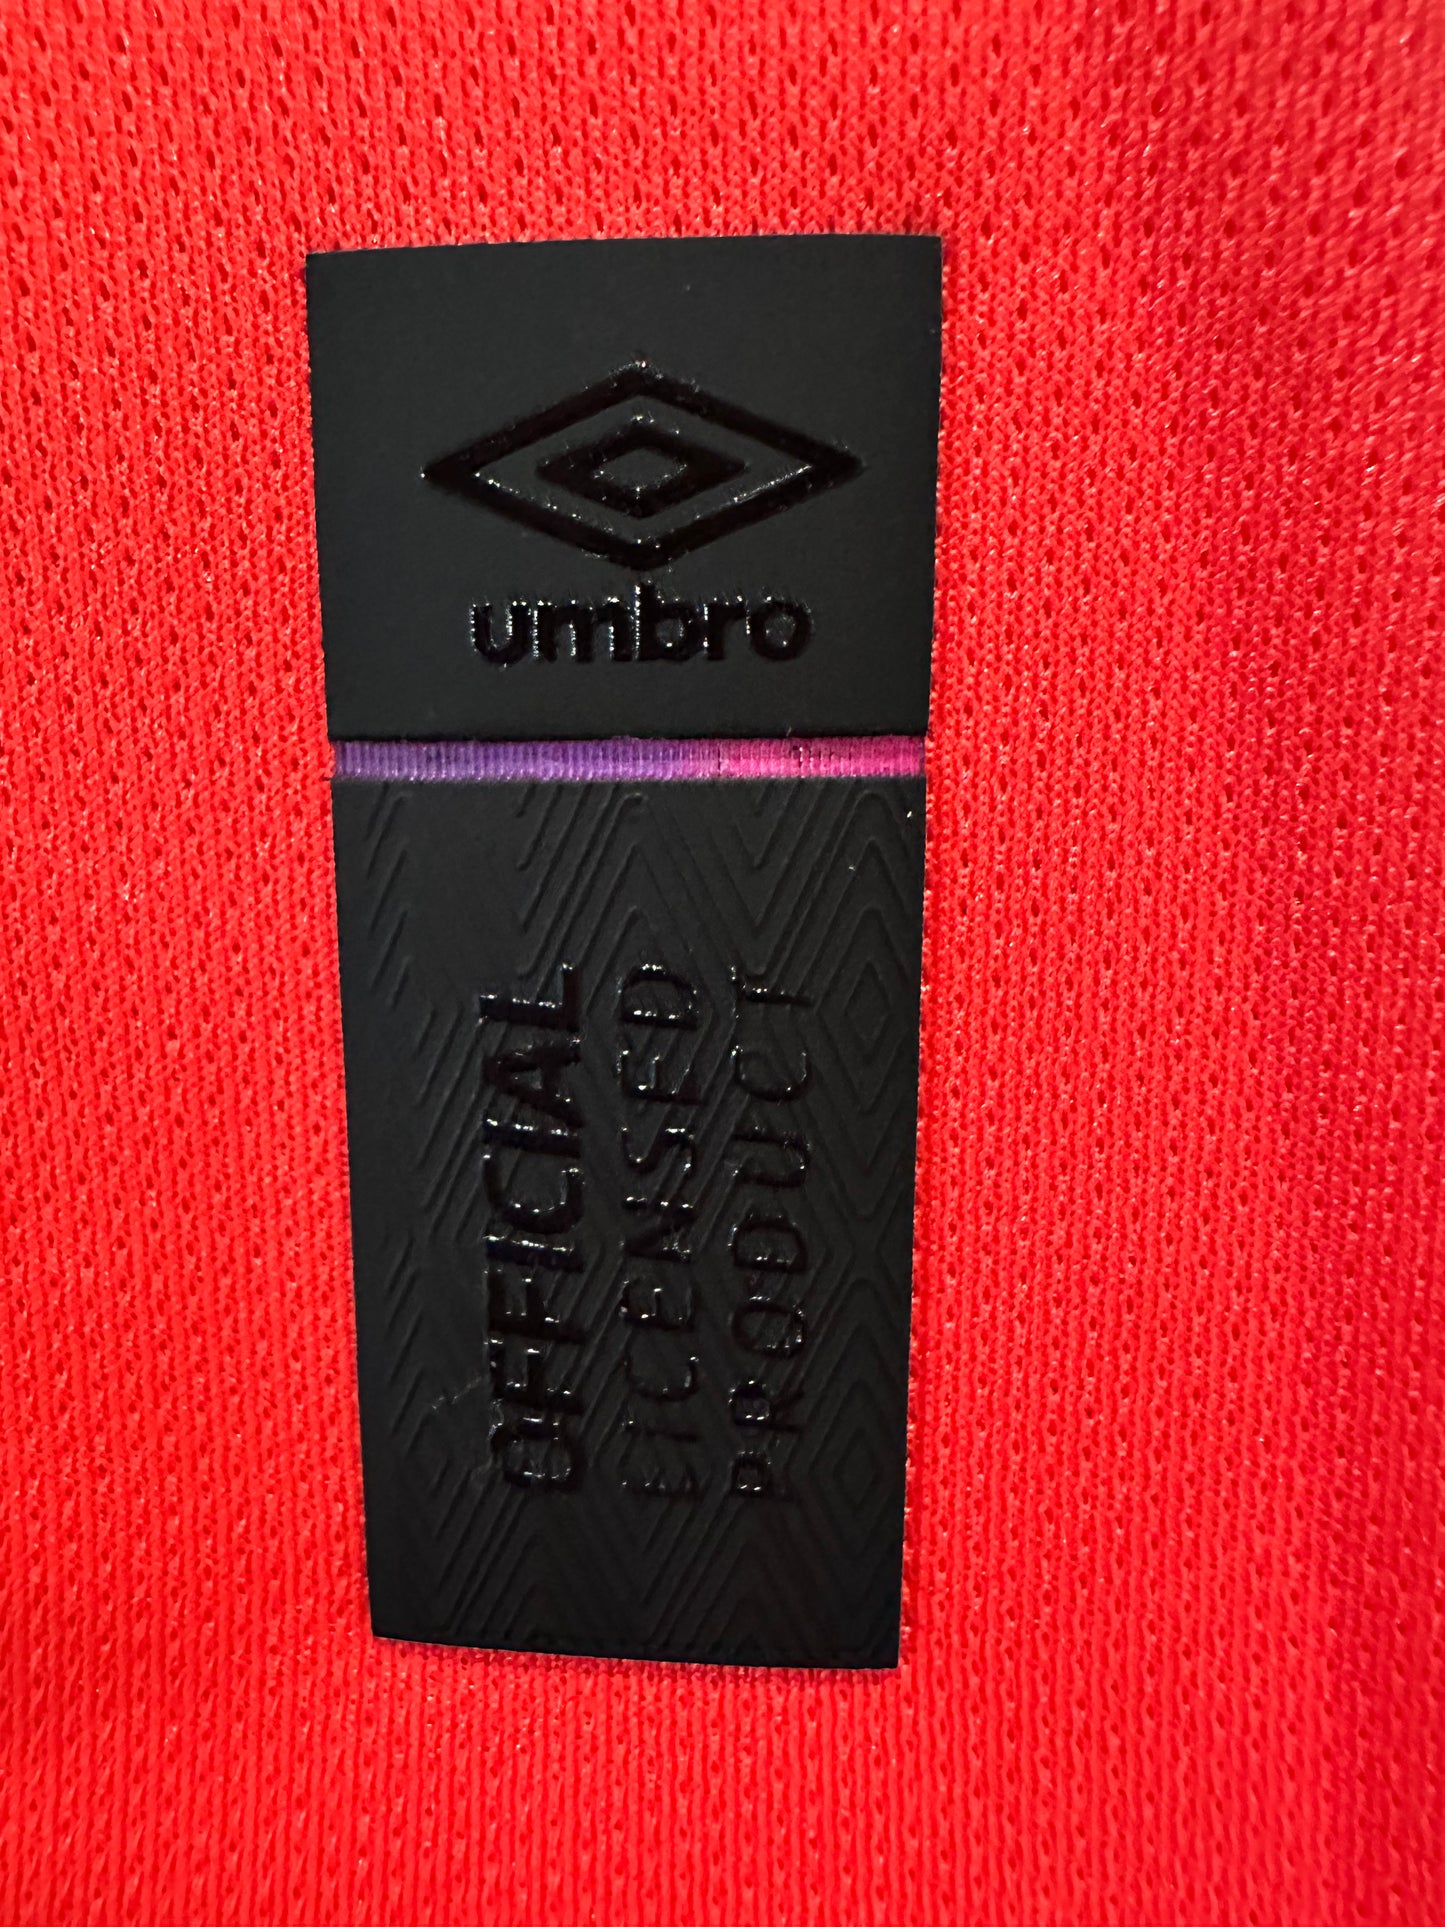 umbro
OFFICIAL
LICENSED
PRODUCT